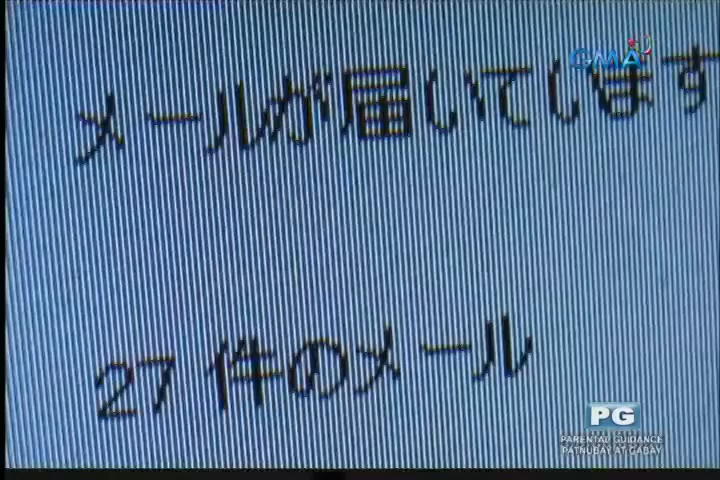 GMA
メールが届いています
27 件のメール
PG
PARENTAL GUIDANCE
PATNUBAY AT GABAY